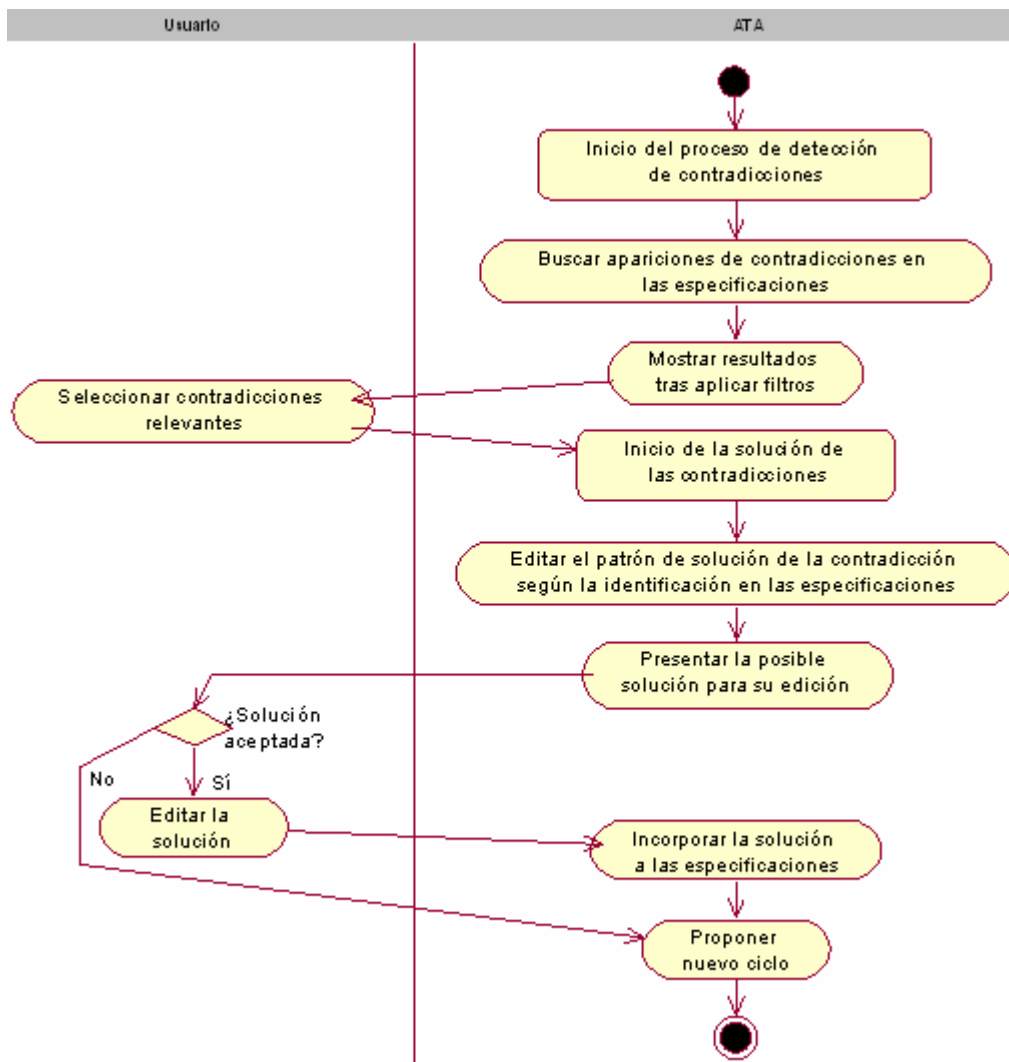 Usuario
ATA
Inicio del proceso de detección
de contradicciones
Buscar apariciones de contradicciones en
las especificaciones
Mostrar resultados
tras aplicar filtros
Seleccionar contradicciones
relevantes
Inicio de la solución de
las contradicciones
Editar el patrón de solución de la contradicción
según la identificación en las especificaciones
Presentar la posible
solución para su edición
¿Solución
aceptada?
No
Sí
Editar la
solución
Incorporar la solución
a las especificaciones
Proponer
nuevo ciclo